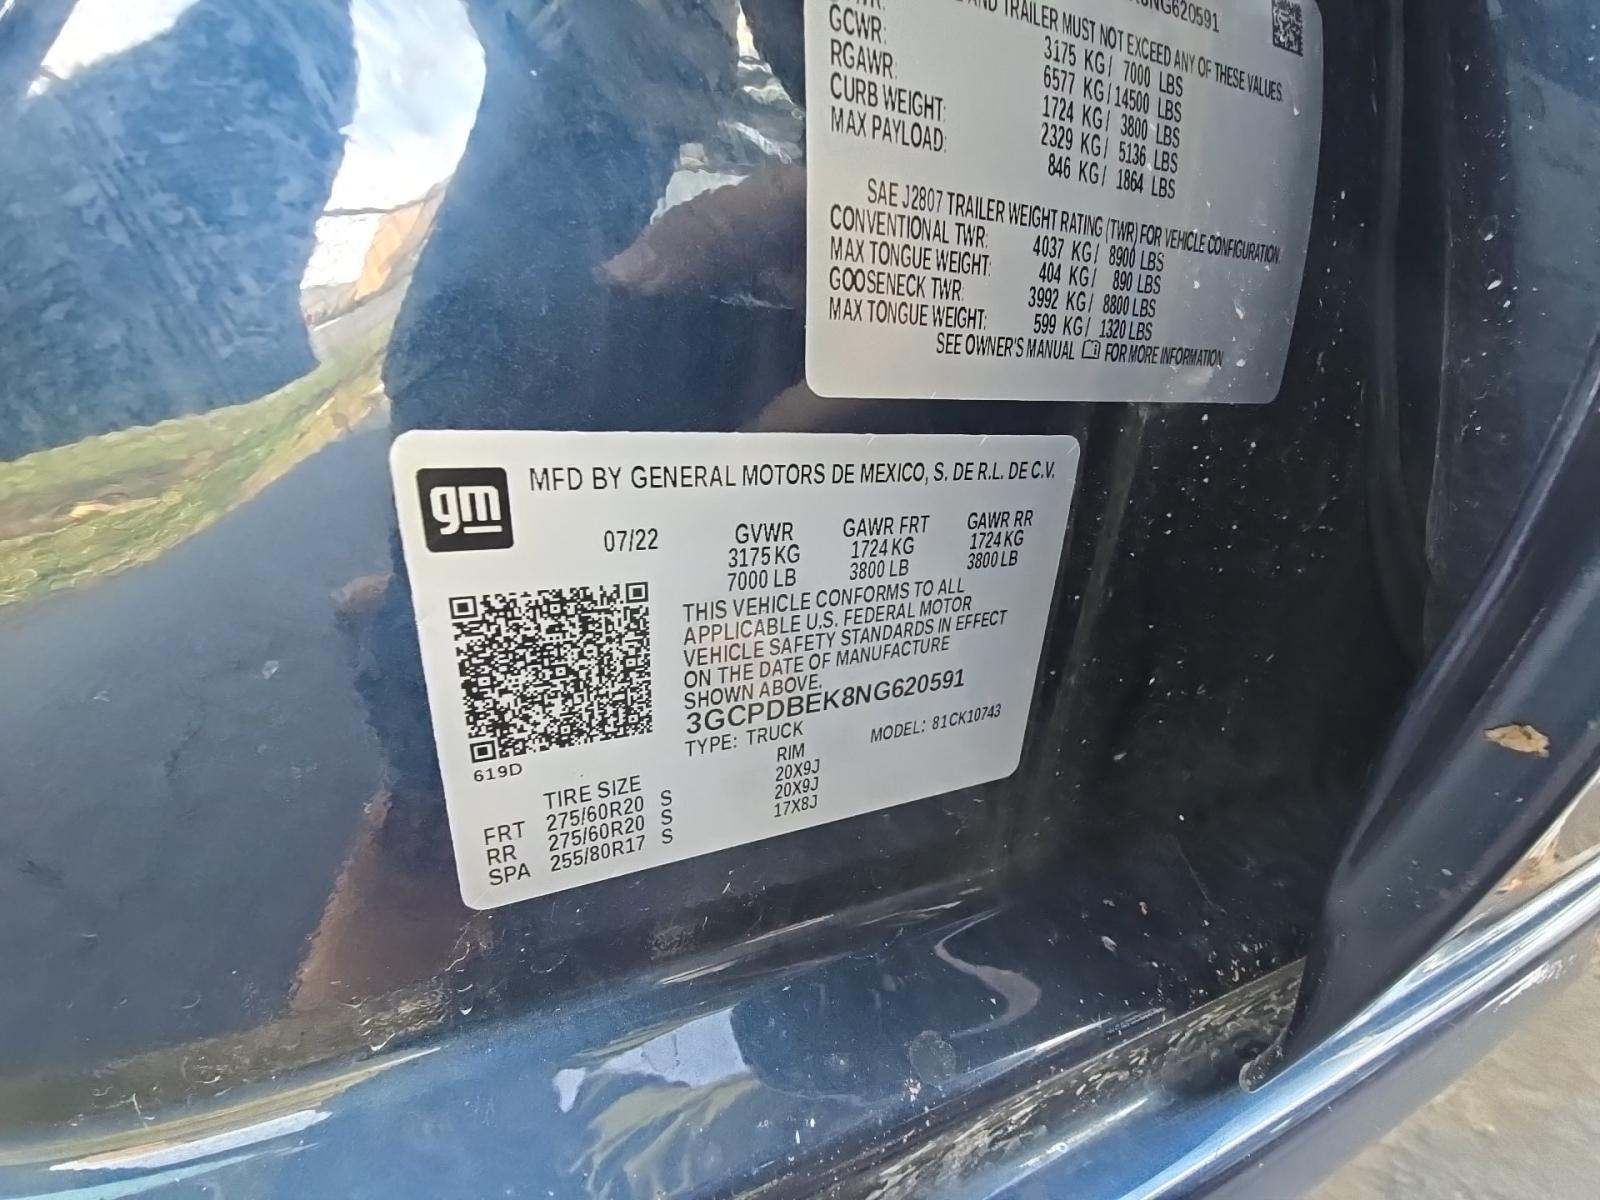 NG620591
AND TRAILER MUST NOT EXCEED ANY OF THESE VALUES.
3175 KG/ 7000 LBS
GCWR: 6577 KG/14500 LBS
RGAWR: 1724 KG/ 3800 LBS
CURB WEIGHT: 2329 KG/ 5136 LBS
MAX PAYLOAD: 846 KG/ 1864 LBS
SAE J2807 TRAILER WEIGHT RATING (TWR) FOR VEHICLE CONFIGURATION
CONVENTIONAL TWR: 4037 KG/ 8900 LBS
MAX TONGUE WEIGHT: 404 KG/ 890 LBS
GOOSENECK TWR: 3992 KG/ 8800 LBS
MAX TONGUE WEIGHT: 599 KG/ 1320 LBS
SEE OWNER'S MANUAL FOR MORE INFORMATION
gm
MFD BY GENERAL MOTORS DE MEXICO, S. DE R.L. DE C.V.
07/22 GVWR GAWR FRT GAWR RR
3175 KG 1724 KG 1724 KG
7000 LB 3800 LB 3800 LB
THIS VEHICLE CONFORMS TO ALL
APPLICABLE U.S. FEDERAL MOTOR
VEHICLE SAFETY STANDARDS IN EFFECT
ON THE DATE OF MANUFACTURE
SHOWN ABOVE.
3GCPDBEK8NG620591
TYPE: TRUCK MODEL: 81CK10743
619D
TIRE SIZE RIM
FRT 275/60R20 S 20X9J
RR 275/60R20 S 20X9J
SPA 255/80R17 S 17X8J